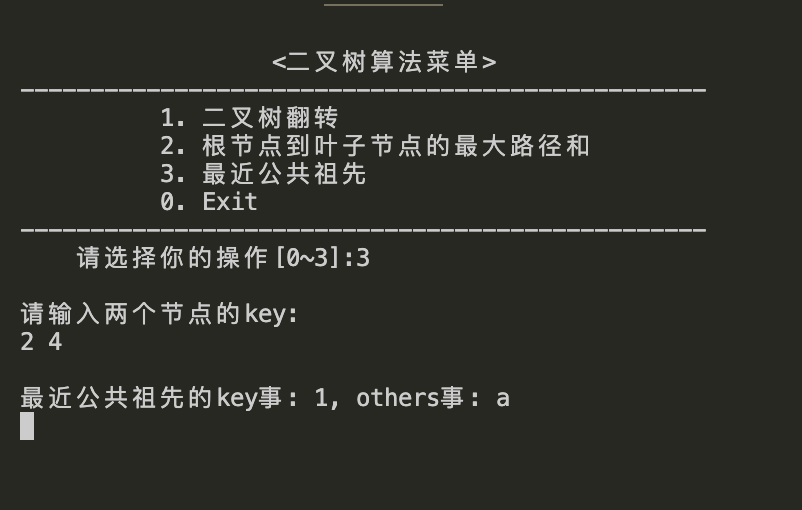 <二叉树算法菜单>
--------------------------------------------------
1. 二叉树翻转
2. 根节点到叶子节点的最大路径和
3. 最近公共祖先
0. Exit
--------------------------------------------------
请选择你的操作[0~3]:3
请输入两个节点的key:
2 4
最近公共祖先的key事: 1, others事: a